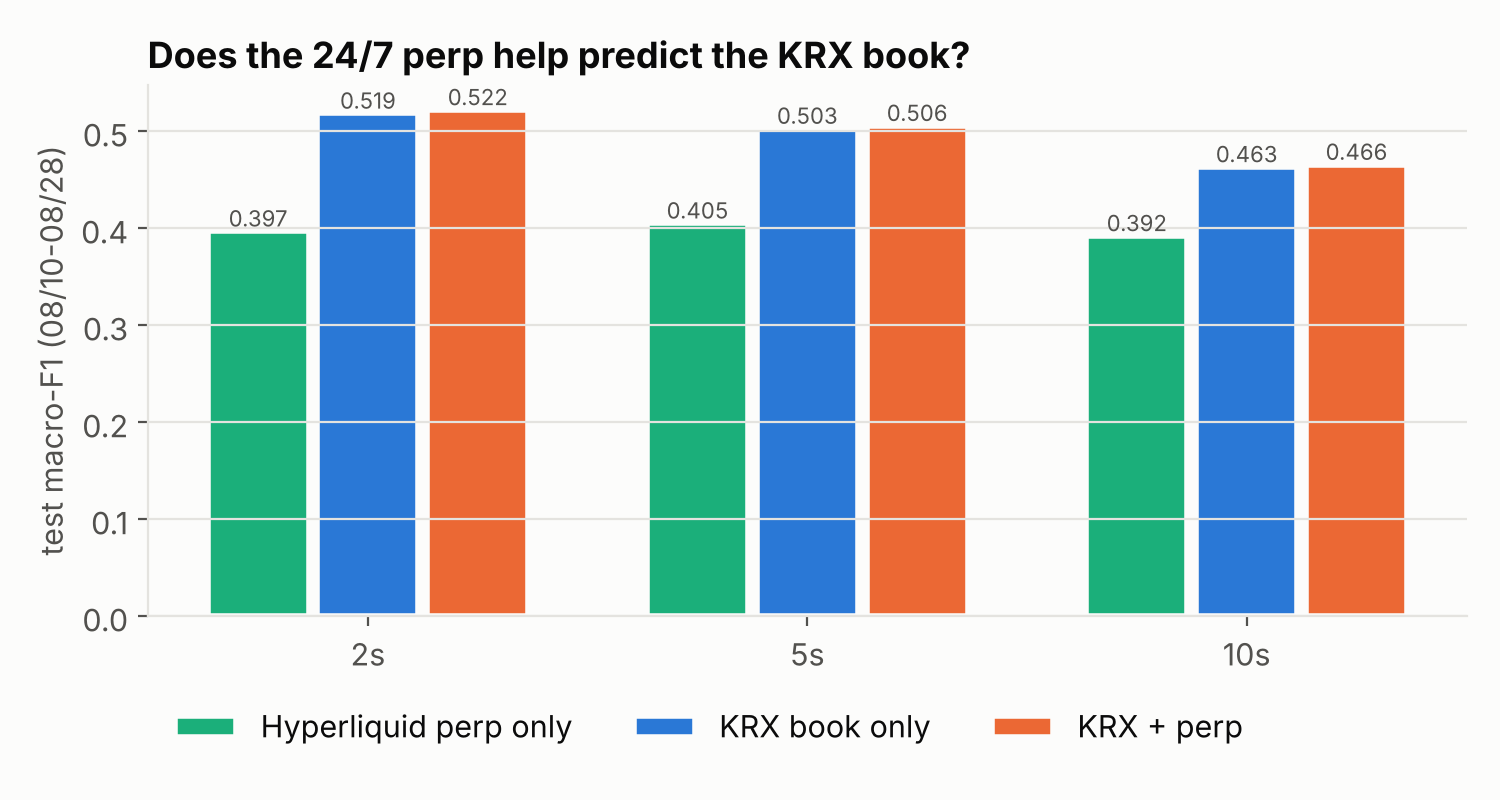 Does the 24/7 perp help predict the KRX book?
test macro-F1 (08/10-08/28)
0.5
0.4
0.3
0.2
0.1
0.0
0.397
0.519
0.522
0.405
0.503
0.506
0.392
0.463
0.466
2s
5s
10s
Hyperliquid perp only
KRX book only
KRX + perp